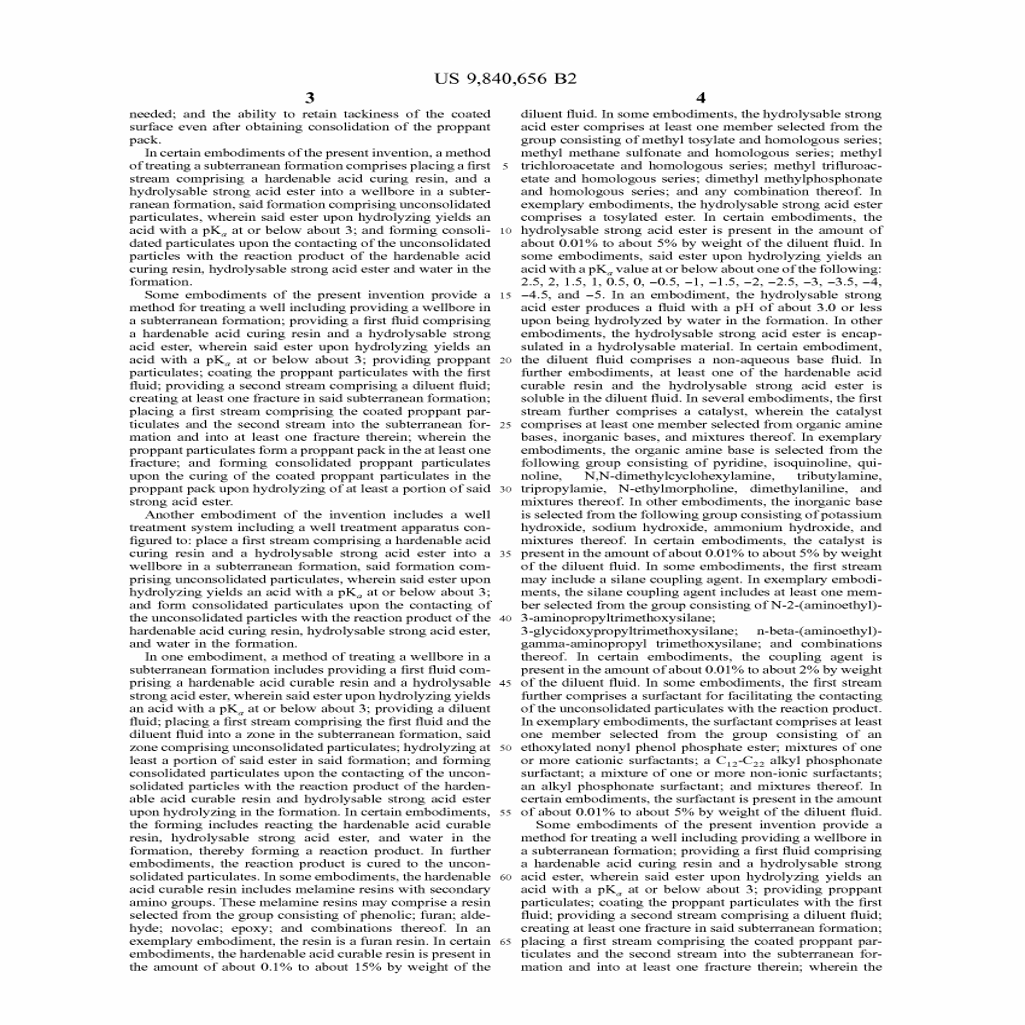 US 9,840,656 B2
3
needed; and the ability to retain tackiness of the coated
surface even after obtaining consolidation of the proppant
pack.
In certain embodiments of the present invention, a method
of treating a subterranean formation comprises placing a first
stream comprising a hardenable acid curing resin, and a
hydrolysable strong acid ester into a wellbore in a subter-
ranean formation, said formation comprising unconsolidated
particulates, wherein said ester upon hydrolyzing yields an
acid with a pKa at or below about 3; and forming consoli-
dated particulates upon the contacting of the unconsolidated
particles with the reaction product of the hardenable acid
curing resin, hydrolysable strong acid ester and water in the
formation.
Some embodiments of the present invention provide a
method for treating a well including providing a wellbore in
a subterranean formation; providing a first fluid comprising
a hardenable acid curing resin and a hydrolysable strong
acid ester, wherein said ester upon hydrolyzing yields an
acid with a pKa at or below about 3; providing proppant
particulates; coating the proppant particulates with the first
fluid; providing a second stream comprising a diluent fluid;
creating at least one fracture in said subterranean formation;
placing a first stream comprising the coated proppant par-
ticulates and the second stream into the subterranean for-
mation and into at least one fracture therein; wherein the
proppant particulates form a proppant pack in the at least one
fracture; and forming consolidated proppant particulates
upon the curing of the coated proppant particulates in the
proppant pack upon hydrolyzing of at least a portion of said
strong acid ester.
Another embodiment of the invention includes a well
treatment system including a well treatment apparatus con-
figured to: place a first stream comprising a hardenable acid
curing resin and a hydrolysable strong acid ester into a
wellbore in a subterranean formation, said formation com-
prising unconsolidated particulates, wherein said ester upon
hydrolyzing yields an acid with a pKa at or below about 3;
and form consolidated particulates upon the contacting of
the unconsolidated particles with the reaction product of the
hardenable acid curing resin, hydrolysable strong acid ester,
and water in the formation.
In one embodiment, a method of treating a wellbore in a
subterranean formation includes providing a first fluid com-
prising a hardenable acid curable resin and a hydrolysable
strong acid ester, wherein said ester upon hydrolyzing yields
an acid with a pKa at or below about 3; providing a diluent
fluid; placing a first stream comprising the first fluid and the
diluent fluid into a zone in the subterranean formation, said
zone comprising unconsolidated particulates; hydrolyzing at
least a portion of said ester in said formation; and forming
consolidated particulates upon the contacting of the uncon-
solidated particles with the reaction product of the harden-
able acid curable resin and hydrolysable strong acid ester
upon hydrolyzing in the formation. In certain embodiments,
the forming includes reacting the hardenable acid curable
resin, hydrolysable strong acid ester, and water in the
formation, thereby forming a reaction product. In further
embodiments, the reaction product is cured to the uncon-
solidated particulates. In some embodiments, the hardenable
acid curable resin includes melamine resins with secondary
amino groups. These melamine resins may comprise a resin
selected from the group consisting of phenolic; furan; alde-
hyde; novolac; epoxy; and combinations thereof. In an
exemplary embodiment, the resin is a furan resin. In certain
embodiments, the hardenable acid curable resin is present in
the amount of about 0.1% to about 15% by weight of the
5
10
15
20
25
30
35
40
45
50
55
60
65
4
diluent fluid. In some embodiments, the hydrolysable strong
acid ester comprises at least one member selected from the
group consisting of methyl tosylate and homologous series;
methyl methane sulfonate and homologous series; methyl
trichloroacetate and homologous series; methyl trifluroac-
etate and homologous series; dimethyl methylphosphonate
and homologous series; and any combination thereof. In
exemplary embodiments, the hydrolysable strong acid ester
comprises a tosylated ester. In certain embodiments, the
hydrolysable strong acid ester is present in the amount of
about 0.01% to about 5% by weight of the diluent fluid. In
some embodiments, said ester upon hydrolyzing yields an
acid with a pKa value at or below about one of the following:
2.5, 2, 1.5, 1, 0.5, 0, −0.5, −1, −1.5, −2, −2.5, −3, −3.5, −4,
−4.5, and −5. In an embodiment, the hydrolysable strong
acid ester produces a fluid with a pH of about 3.0 or less
upon being hydrolyzed by water in the formation. In other
embodiments, the hydrolysable strong acid ester is encap-
sulated in a hydrolysable material. In certain embodiment,
the diluent fluid comprises a non-aqueous base fluid. In
further embodiments, at least one of the hardenable acid
curable resin and the hydrolysable strong acid ester is
soluble in the diluent fluid. In several embodiments, the first
stream further comprises a catalyst, wherein the catalyst
comprises at least one member selected from organic amine
bases, inorganic bases, and mixtures thereof. In exemplary
embodiments, the organic amine base is selected from the
following group consisting of pyridine, isoquinoline, qui-
noline, N,N-dimethylcyclohexylamine, tributylamine,
tripropylamie, N-ethylmorpholine, dimethylaniline, and
mixtures thereof. In other embodiments, the inorganic base
is selected from the following group consisting of potassium
hydroxide, sodium hydroxide, ammonium hydroxide, and
mixtures thereof. In certain embodiments, the catalyst is
present in the amount of about 0.01% to about 5% by weight
of the diluent fluid. In some embodiments, the first stream
may include a silane coupling agent. In exemplary embodi-
ments, the silane coupling agent includes at least one mem-
ber selected from the group consisting of N-2-(aminoethyl)-
3-aminopropyltrimethoxysilane;
3-glycidoxypropyltrimethoxysilane; n-beta-(aminoethyl)-
gamma-aminopropyl trimethoxysilane; and combinations
thereof. In certain embodiments, the coupling agent is
present in the amount of about 0.01% to about 2% by weight
of the diluent fluid. In some embodiments, the first stream
further comprises a surfactant for facilitating the contacting
of the unconsolidated particulates with the reaction product.
In exemplary embodiments, the surfactant comprises at least
one member selected from the group consisting of an
ethoxylated nonyl phenol phosphate ester; mixtures of one
or more cationic surfactants; a C12-C22 alkyl phosphonate
surfactant; a mixture of one or more non-ionic surfactants;
an alkyl phosphonate surfactant; and mixtures thereof. In
certain embodiments, the surfactant is present in the amount
of about 0.01% to about 5% by weight of the diluent fluid.
Some embodiments of the present invention provide a
method for treating a well including providing a wellbore in
a subterranean formation; providing a first fluid comprising
a hardenable acid curing resin and a hydrolysable strong
acid ester, wherein said ester upon hydrolyzing yields an
acid with a pKa at or below about 3; providing proppant
particulates; coating the proppant particulates with the first
fluid; providing a second stream comprising a diluent fluid;
creating at least one fracture in said subterranean formation;
placing a first stream comprising the coated proppant par-
ticulates and the second stream into the subterranean for-
mation and into at least one fracture therein; wherein the